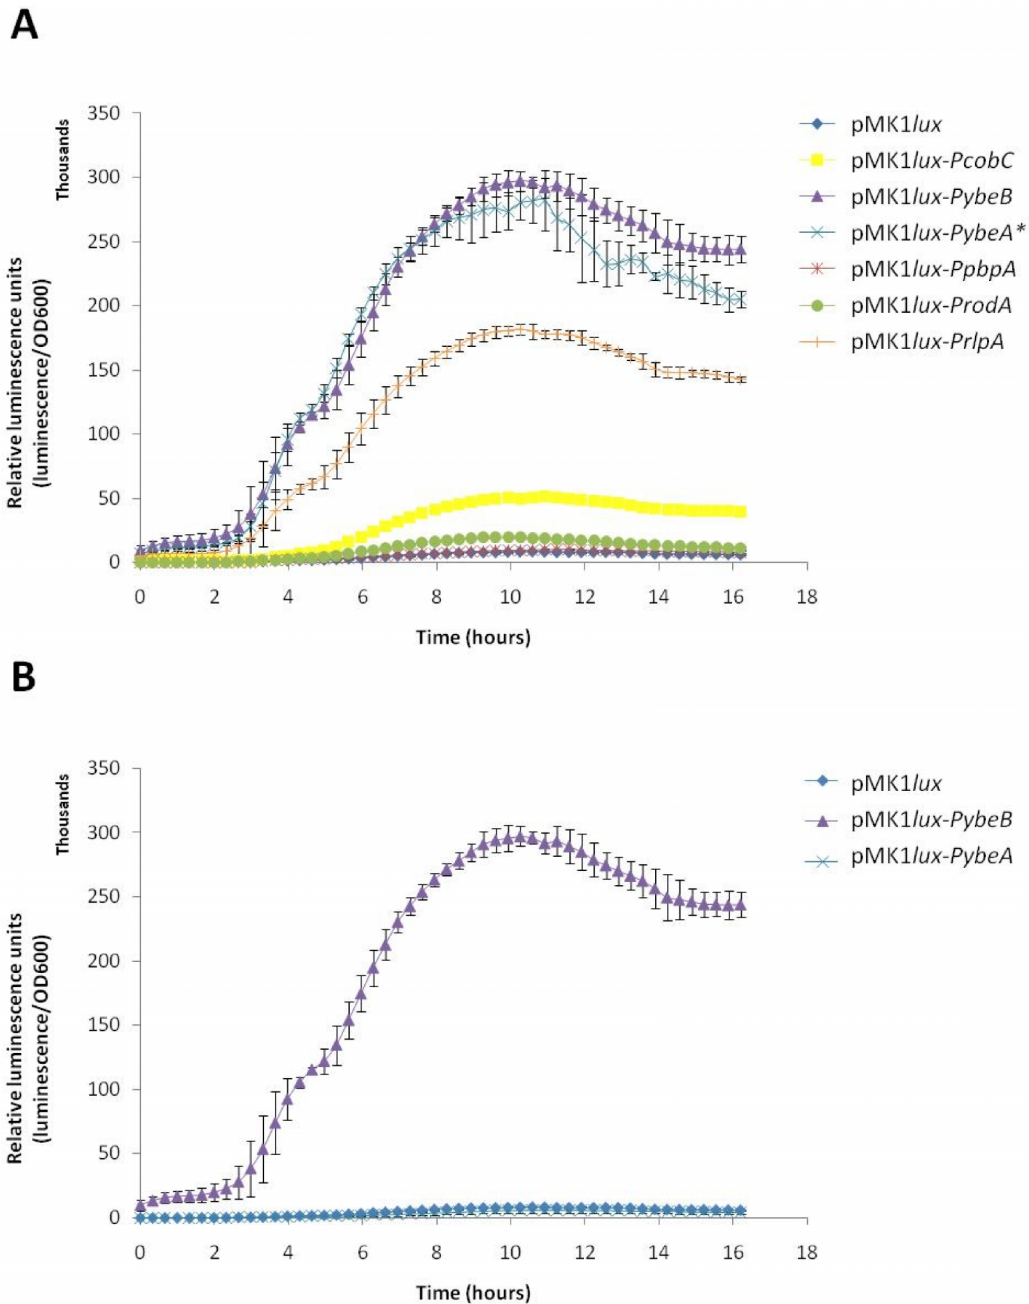 A
350
300
250
200
150
100
50
0
Thousands
Relative luminescence units
(luminescence/OD600)
0 2 4 6 8 10 12 14 16 18
Time (hours)
pMK1lux
pMK1lux-PcobC
pMK1lux-PybeB
pMK1lux-PybeA*
pMK1lux-PpbpA
pMK1lux-ProdA
pMK1lux-PrlpA
B
350
300
250
200
150
100
50
0
Thousands
Relative luminescence units
(luminescence/OD600)
0 2 4 6 8 10 12 14 16 18
Time (hours)
pMK1lux
pMK1lux-PybeB
pMK1lux-PybeA